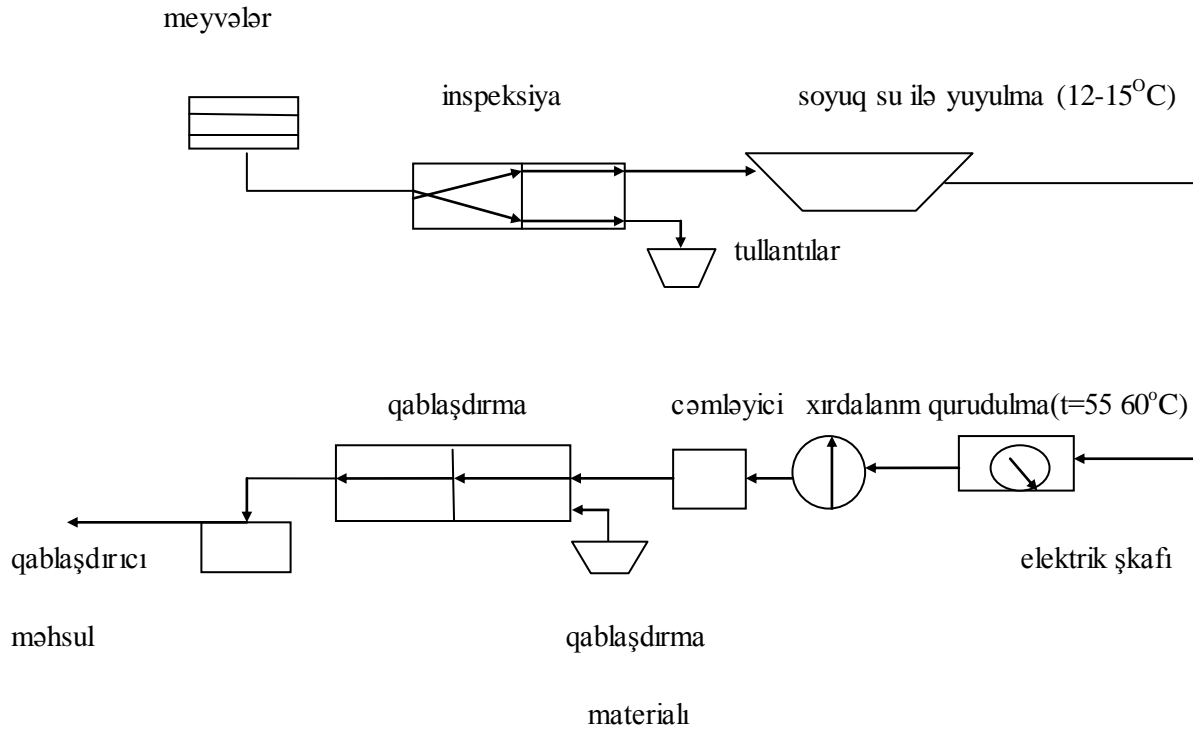 meyvələr
inspeksiya
soyuq su ilə yuyulma (12-15°C)
tullantılar
qablaşdırma
cəmləyici
xırdalanm qurudulma(t=55 60°C)
qablaşdırıcı
elektrik şkafı
məhsul
qablaşdırma
materialı